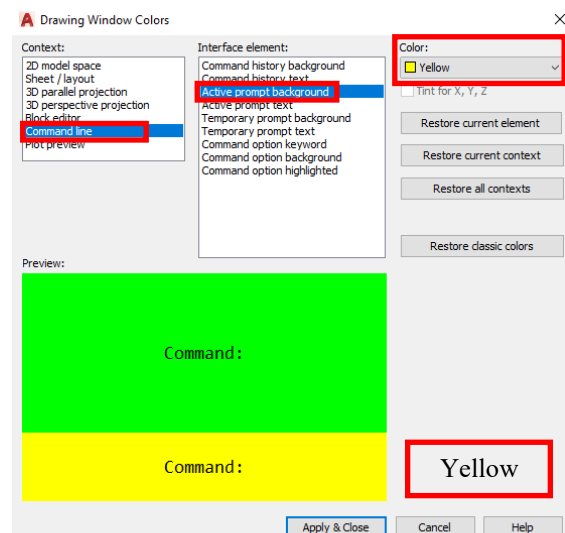 Drawing Window Colors
Context:
2D model space
Sheet / layout
3D parallel projection
3D perspective projection
Block editor
Command line
Plot preview
Interface element:
Command history background
Command history text
Active prompt background
Active prompt text
Temporary prompt background
Temporary prompt text
Command option keyword
Command option background
Command option highlighted
Color:
Yellow
Tint for X, Y, Z
Restore current element
Restore current context
Restore all contexts
Restore classic colors
Preview:
Command:
Command:
Yellow
Apply & Close
Cancel
Help